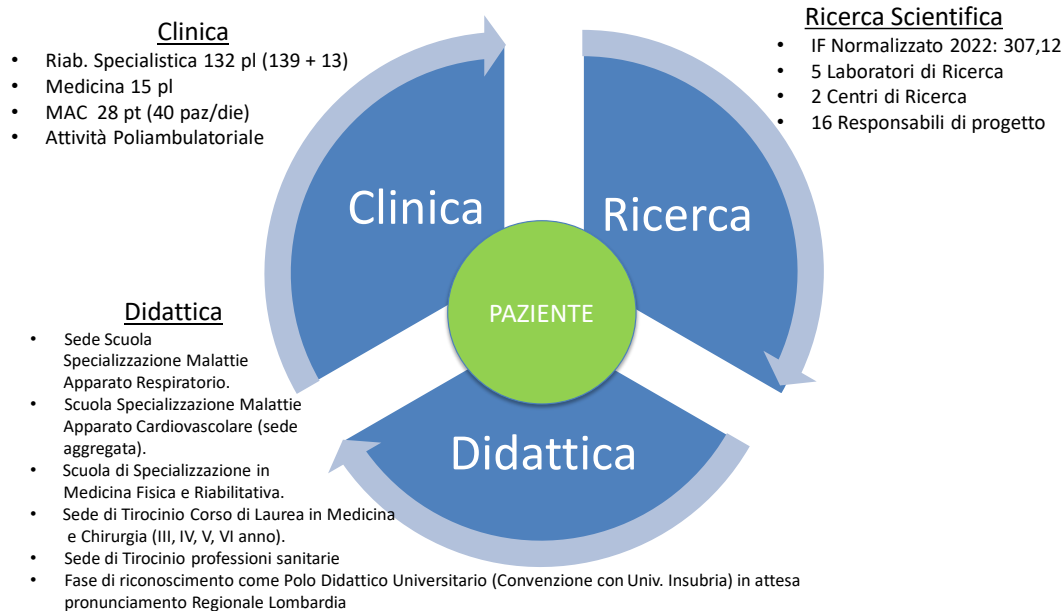 Clinica
• Riab. Specialistica 132 pl (139 + 13)
• Medicina 15 pl
• MAC 28 pt (40 paz/die)
• Attività Poliambulatoriale
Ricerca Scientifica
• IF Normalizzato 2022: 307,12
• 5 Laboratori di Ricerca
• 2 Centri di Ricerca
• 16 Responsabili di progetto
Clinica
Ricerca
PAZIENTE
Didattica
Didattica
• Sede Scuola
Specializzazione Malattie
Apparato Respiratorio.
• Scuola Specializzazione Malattie
Apparato Cardiovascolare (sede
aggregata).
• Scuola di Specializzazione in
Medicina Fisica e Riabilitativa.
• Sede di Tirocinio Corso di Laurea in Medicina
e Chirurgia (III, IV, V, VI anno).
• Sede di Tirocinio professioni sanitarie
• Fase di riconoscimento come Polo Didattico Universitario (Convenzione con Univ. Insubria) in attesa
pronunciamento Regionale Lombardia